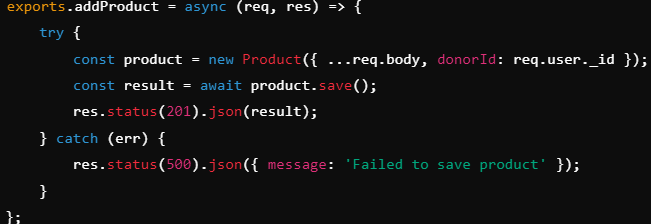 exports.addProduct = async (req, res) => {
    try {
        const product = new Product({ ...req.body, donorId: req.user._id });
        const result = await product.save();
        res.status(201).json(result);
    } catch (err) {
        res.status(500).json({ message: 'Failed to save product' });
    }
};